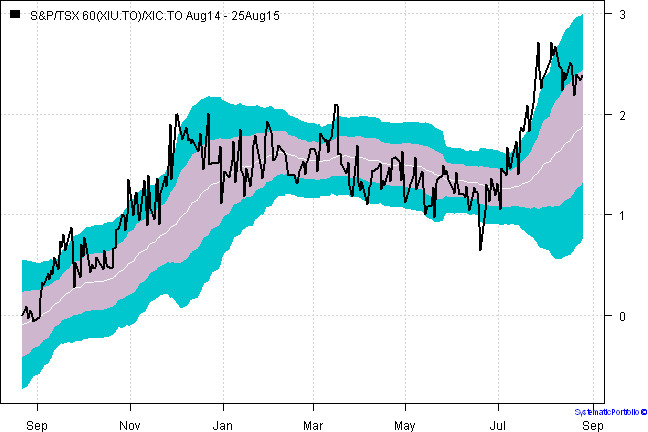 S&P/TSX 60(XIU.TO)/XIC.TO Aug14 - 25Aug15
3
2
1
0
Sep Nov Jan Mar May Jul Sep
SystematicPortfolio ©